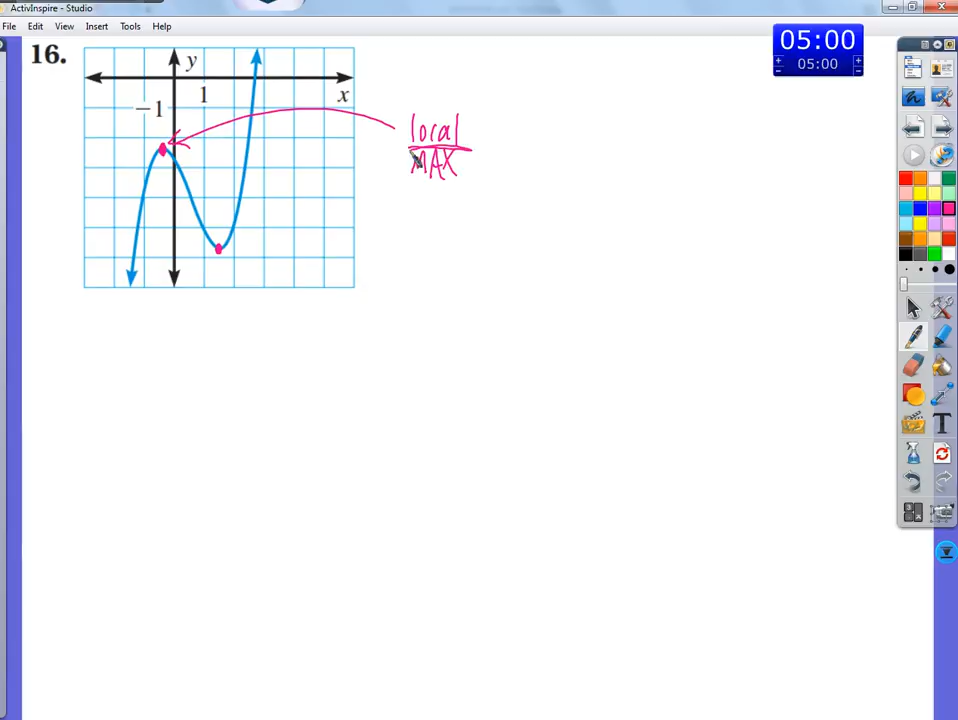 ActivInspire - Studio
File Edit View Insert Tools Help
16.
y
1
x
−1
local
MAX
05:00
05:00